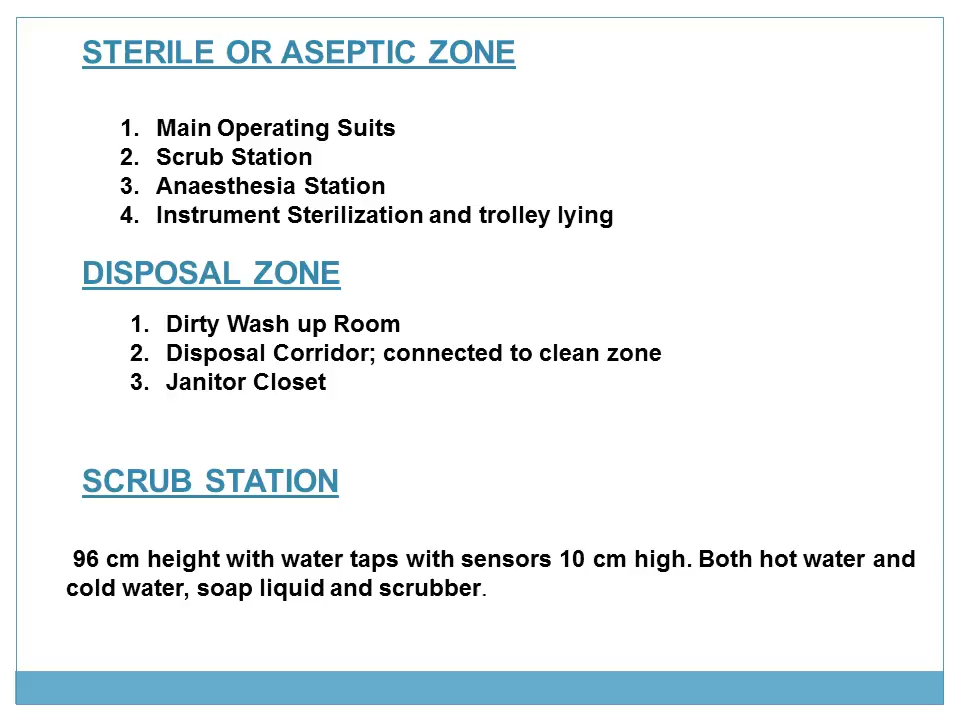 STERILE OR ASEPTIC ZONE
1. Main Operating Suits
2. Scrub Station
3. Anaesthesia Station
4. Instrument Sterilization and trolley lying
DISPOSAL ZONE
1. Dirty Wash up Room
2. Disposal Corridor; connected to clean zone
3. Janitor Closet
SCRUB STATION
96 cm height with water taps with sensors 10 cm high. Both hot water and
cold water, soap liquid and scrubber.